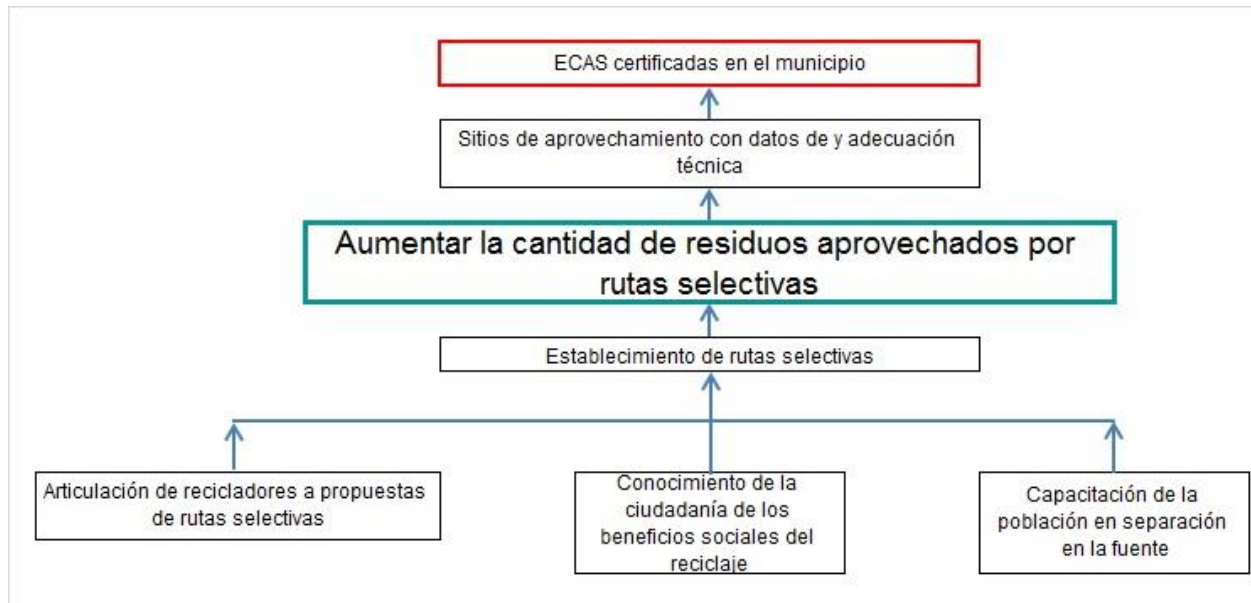 ECAS certificadas en el municipio
Sitios de aprovechamiento con datos de y adecuación
técnica
Aumentar la cantidad de residuos aprovechados por
rutas selectivas
Establecimiento de rutas selectivas
Articulación de recicladores a propuestas
de rutas selectivas
Conocimiento de la
ciudadanía de los
beneficios sociales del
reciclaje
Capacitación de la
población en separación
en la fuente